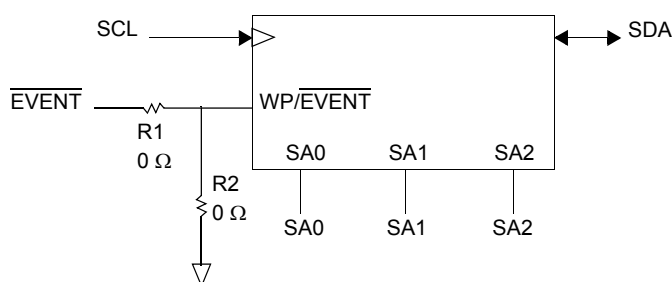 SCL
SDA
EVENT
WP/EVENT
R1
0 Ω
R2
0 Ω
SA0 SA1 SA2
SA0 SA1 SA2